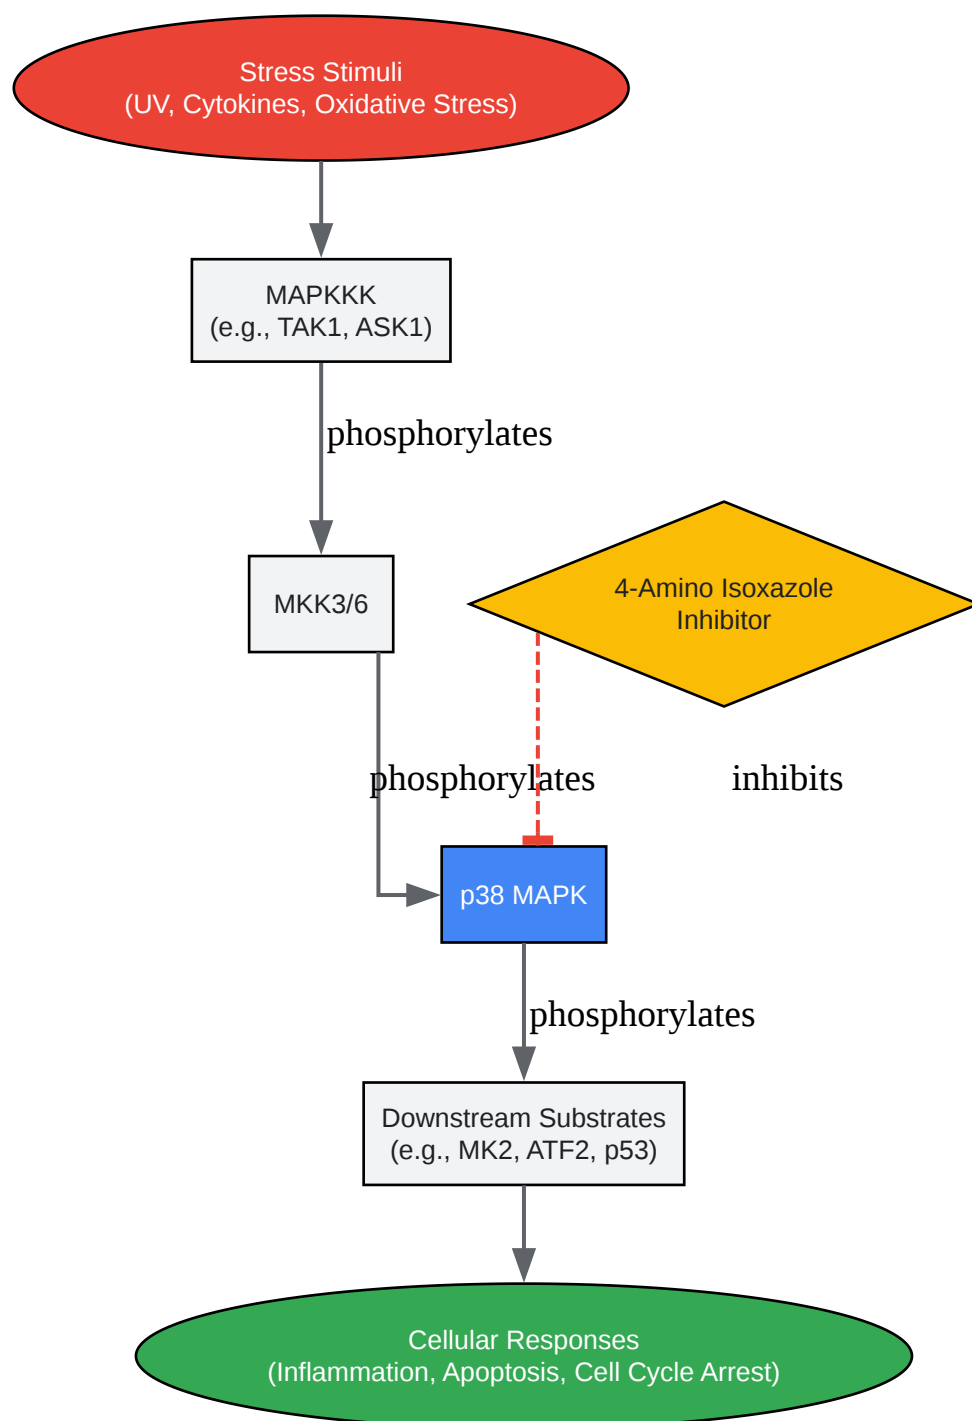 Stress Stimuli
(UV, Cytokines, Oxidative Stress)
MAPKKK
(e.g., TAK1, ASK1)
phosphorylates
MKK3/6
4-Amino Isoxazole
Inhibitor
phosphorylates
inhibits
p38 MAPK
phosphorylates
Downstream Substrates
(e.g., MK2, ATF2, p53)
Cellular Responses
(Inflammation, Apoptosis, Cell Cycle Arrest)